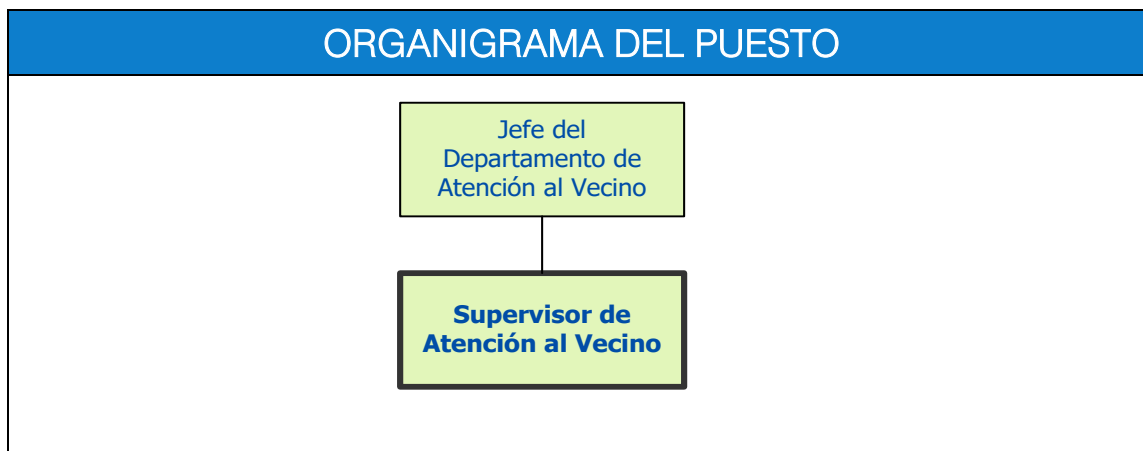 ORGANIGRAMA DEL PUESTO
Jefe del
Departamento de
Atención al Vecino
Supervisor de
Atención al Vecino